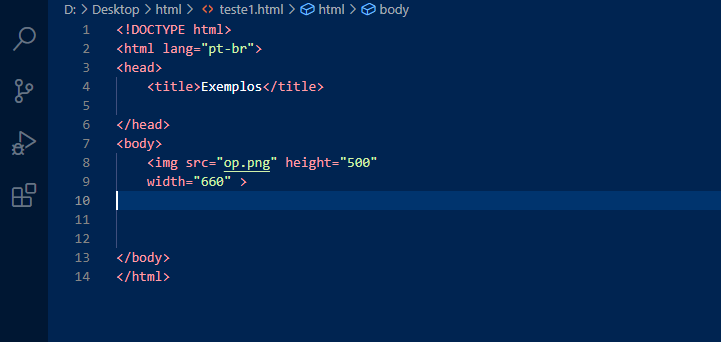 D: > Desktop > html > teste1.html > html > body
1 <!DOCTYPE html>
2 <html lang="pt-br">
3 <head>
4 <title>Exemplos</title>
5
6 </head>
7 <body>
8 <img src="op.png" height="500"
9 width="660" >
10
11
12
13 </body>
14 </html>